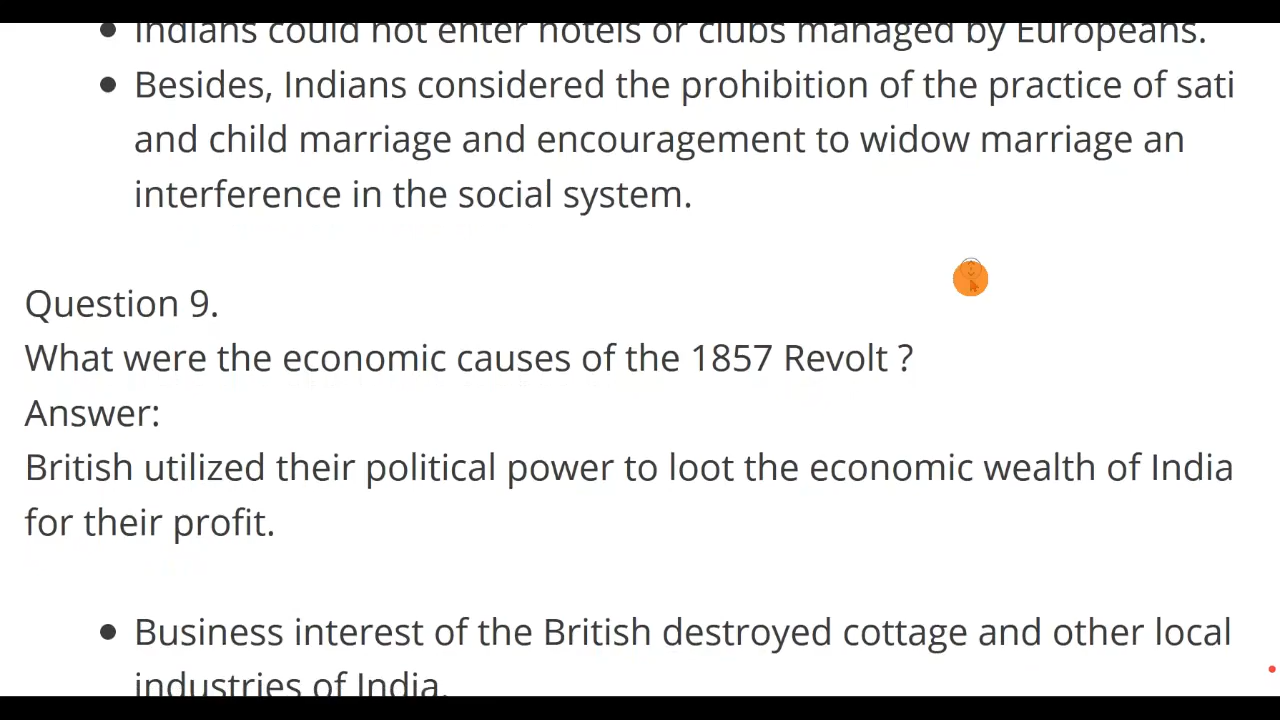 • Indians could not enter hotels or clubs managed by Europeans.
• Besides, Indians considered the prohibition of the practice of sati
and child marriage and encouragement to widow marriage an
interference in the social system.
Question 9.
What were the economic causes of the 1857 Revolt ?
Answer:
British utilized their political power to loot the economic wealth of India
for their profit.
• Business interest of the British destroyed cottage and other local
industries of India.